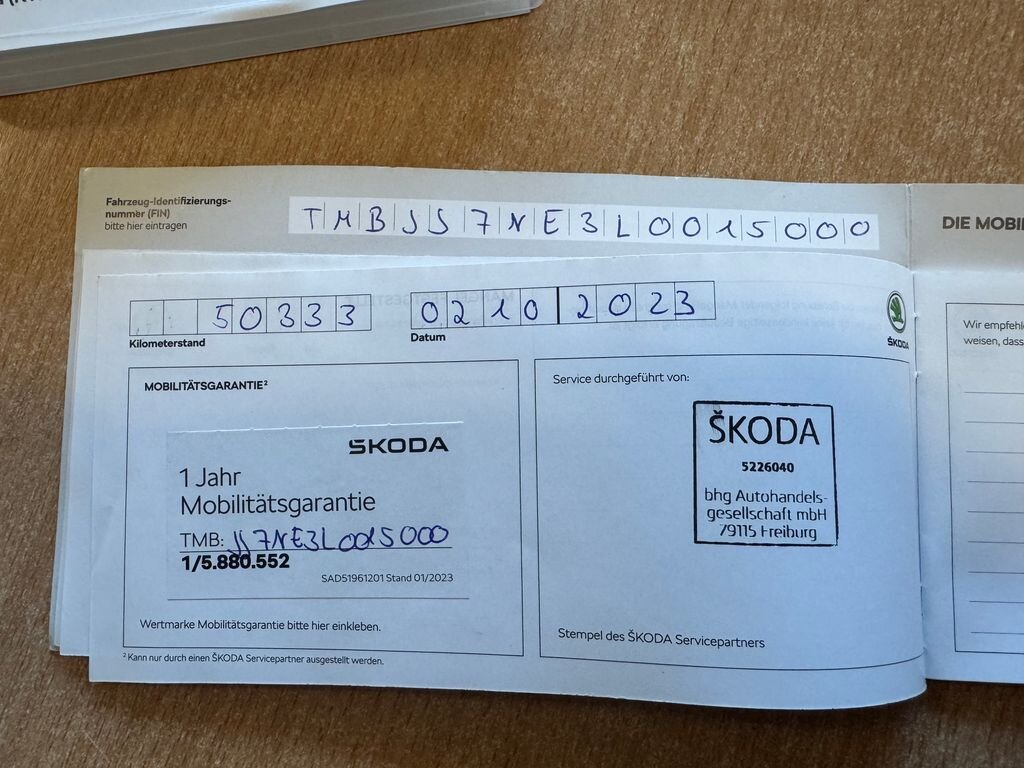 Fahrzeug-Identifizierungs-
nummer (FIN)
bitte hier eintragen
TMBJJ7NE3L0015000
DIE MOBI
50333
02102023
Kilometerstand
Datum
ŠKODA
Wir empfehl
weisen, dass
MOBILITÄTSGARANTIE²
ŠKODA
1 Jahr
Mobilitätsgarantie
TMB: JJ7NE3L0015000
1/5.880.552
SAD51961201 Stand 01/2023
Wertmarke Mobilitätsgarantie bitte hier einkleben.
² Kann nur durch einen ŠKODA Servicepartner ausgestellt werden.
Service durchgeführt von:
ŠKODA
5226040
bhg Autohandels-
gesellschaft mbH
79115 Freiburg
Stempel des ŠKODA Servicepartners